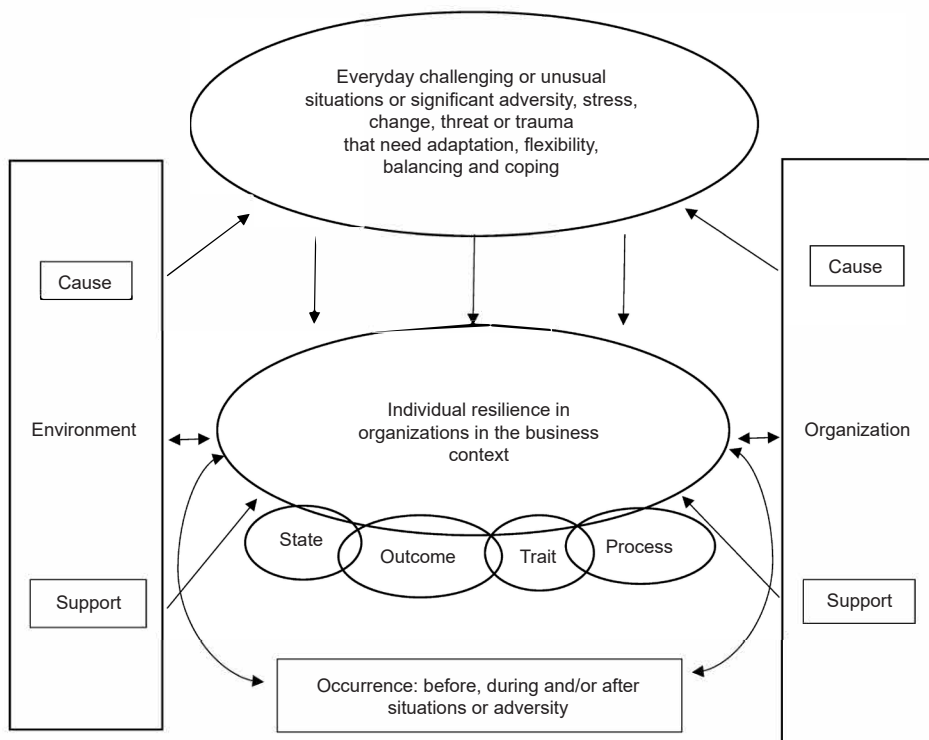 Everyday challenging or unusual
situations or significant adversity, stress,
change, threat or trauma
that need adaptation, flexibility,
balancing and coping
Cause
Cause
Environment
Individual resilience in
organizations in the business
context
Organization
State
Outcome
Trait
Process
Support
Support
Occurrence: before, during and/or after
situations or adversity